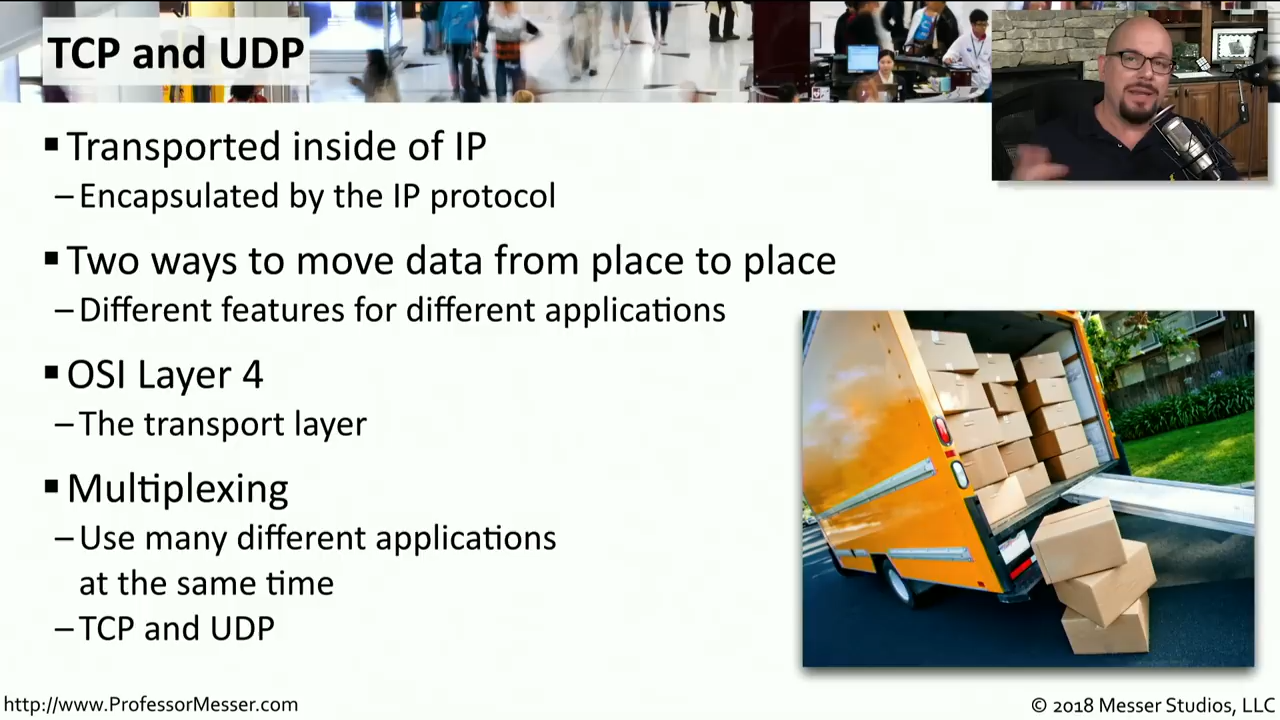 TCP and UDP
▪ Transported inside of IP
– Encapsulated by the IP protocol
▪ Two ways to move data from place to place
– Different features for different applications
▪ OSI Layer 4
– The transport layer
▪ Multiplexing
– Use many different applications
at the same time
– TCP and UDP
http://www.ProfessorMesser.com
© 2018 Messer Studios, LLC